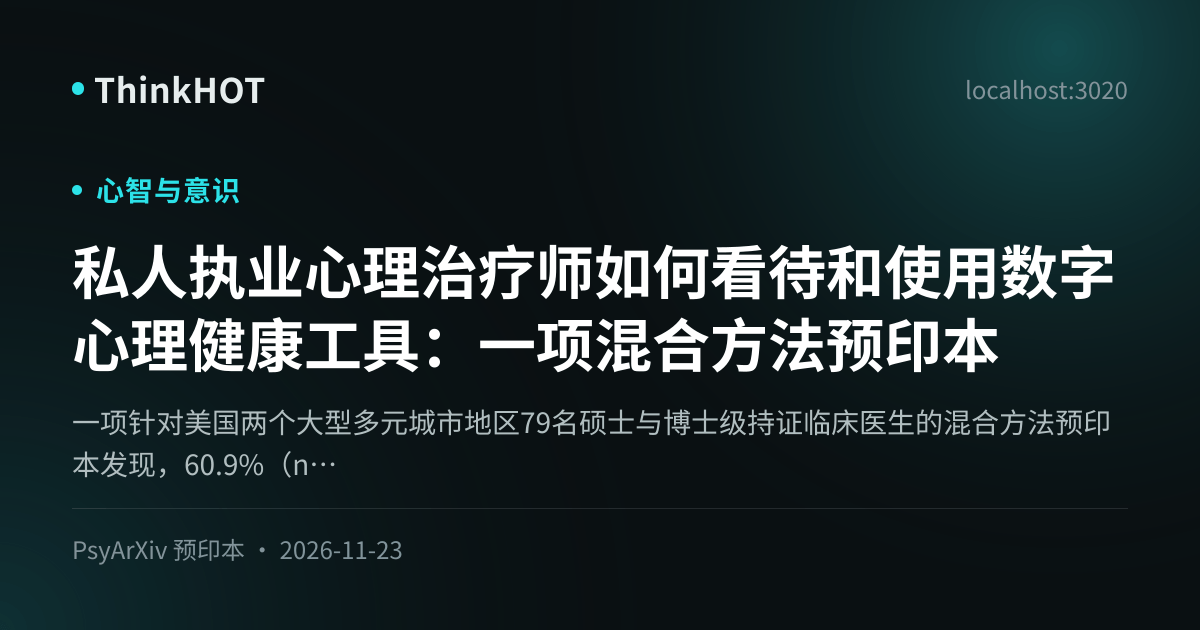 ThinkHOT
localhost:3020
心智与意识
私人执业心理治疗师如何看待和使用数字
心理健康工具：一项混合方法预印本
一项针对美国两个大型多元城市地区79名硕士与博士级持证临床医生的混合方法预印
本发现，60.9%（n…
PsyArXiv 预印本 • 2026-11-23